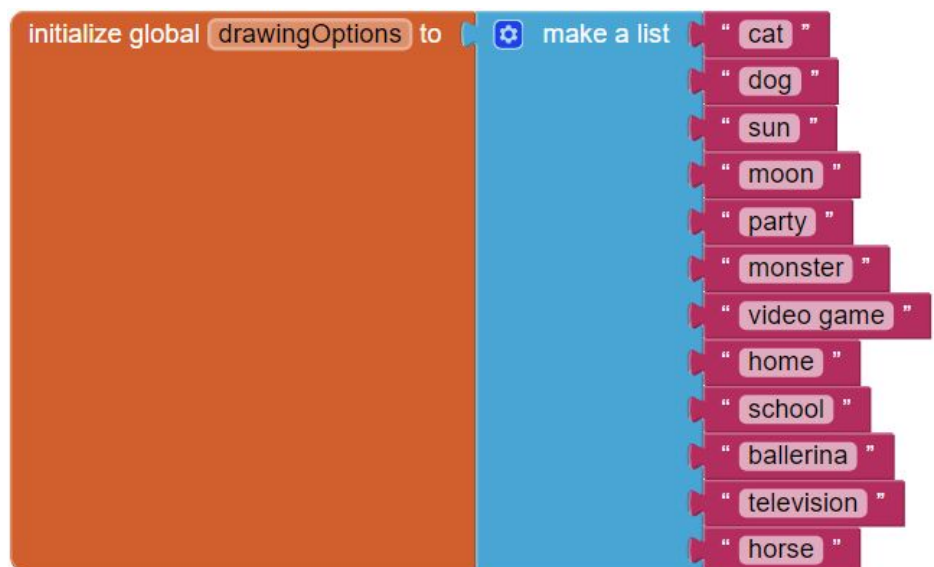 initialize global drawingOptions to make a list " cat "
" dog "
" sun "
" moon "
" party "
" monster "
" video game "
" home "
" school "
" ballerina "
" television "
" horse "